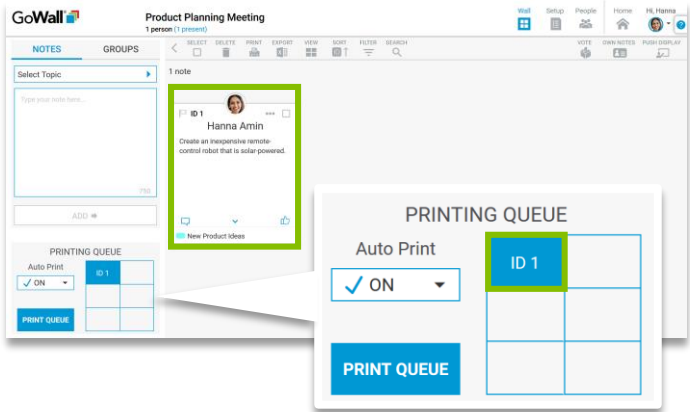 GoWall
Product Planning Meeting
1 person (1 present)
Wall
Setup
People
Home
Hi, Hanna
NOTES
GROUPS
SELECT
DELETE
PRINT
EXPORT
VIEW
SORT
FILTER
SEARCH
VOTE
OWN NOTES
PUSH DISPLAY
Select Topic
Type your note here...
750
ADD
1 note
ID 1
Hanna Amin
Create an inexpensive remote-
control robot that is solar-powered.
New Product Ideas
PRINTING QUEUE
Auto Print
ON
ID 1
PRINT QUEUE
PRINTING QUEUE
Auto Print
ON
ID 1
PRINT QUEUE